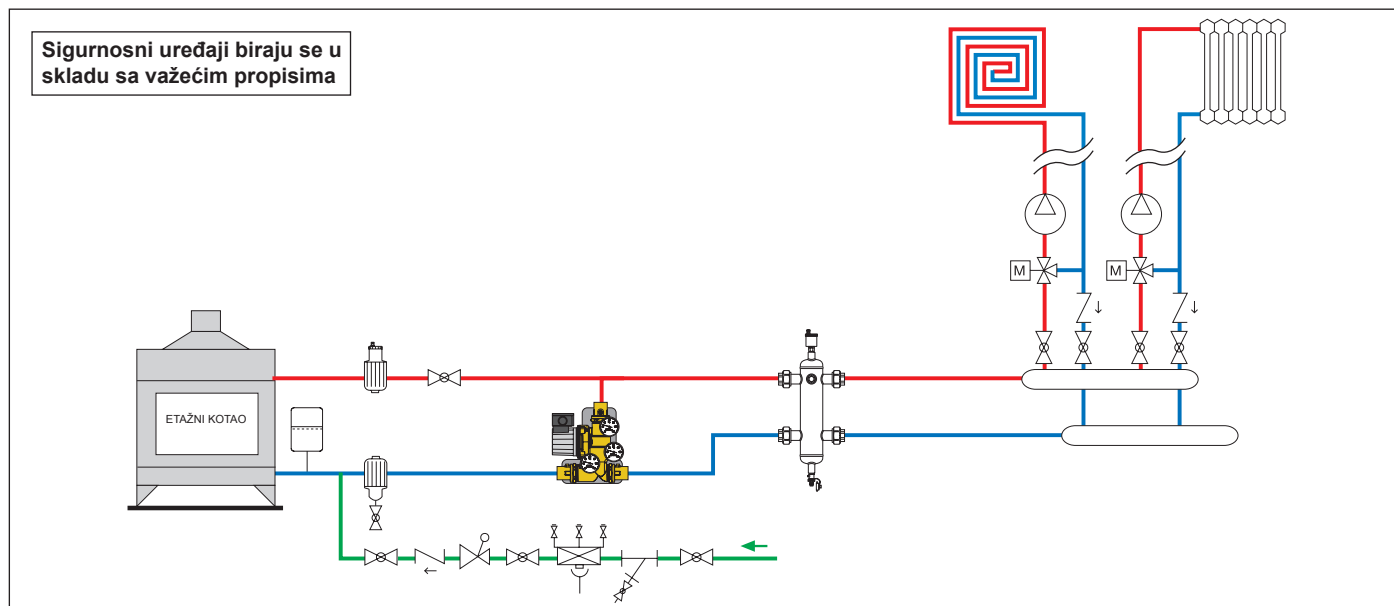 Sigurnosni uređaji biraju se u
skladu sa važećim propisima
M
M
ETAŽNI KOTAO